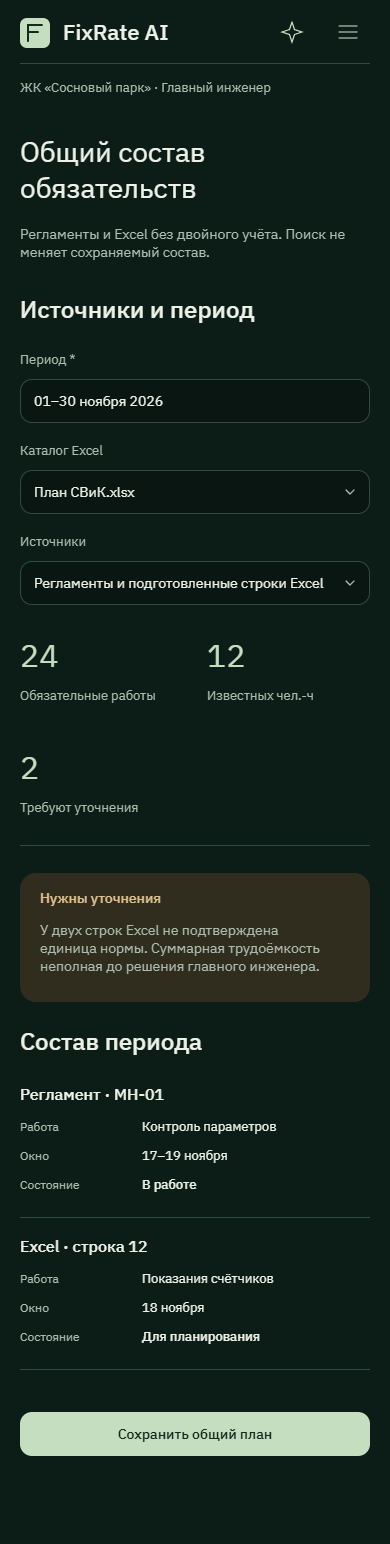 FixRate AI
ЖК «Сосновый парк» · Главный инженер
Общий состав
обязательств
Регламенты и Excel без двойного учёта. Поиск не
меняет сохраняемый состав.
Источники и период
Период *
01–30 ноября 2026
Каталог Excel
План СВиК.xlsx
Источники
Регламенты и подготовленные строки Excel
24
Обязательные работы
12
Известных чел.-ч
2
Требуют уточнения
Нужны уточнения
У двух строк Excel не подтверждена
единица нормы. Суммарная трудоёмкость
неполная до решения главного инженера.
Состав периода
Регламент · МН-01
Работа Контроль параметров
Окно 17–19 ноября
Состояние В работе
Excel · строка 12
Работа Показания счётчиков
Окно 18 ноября
Состояние Для планирования
Сохранить общий план